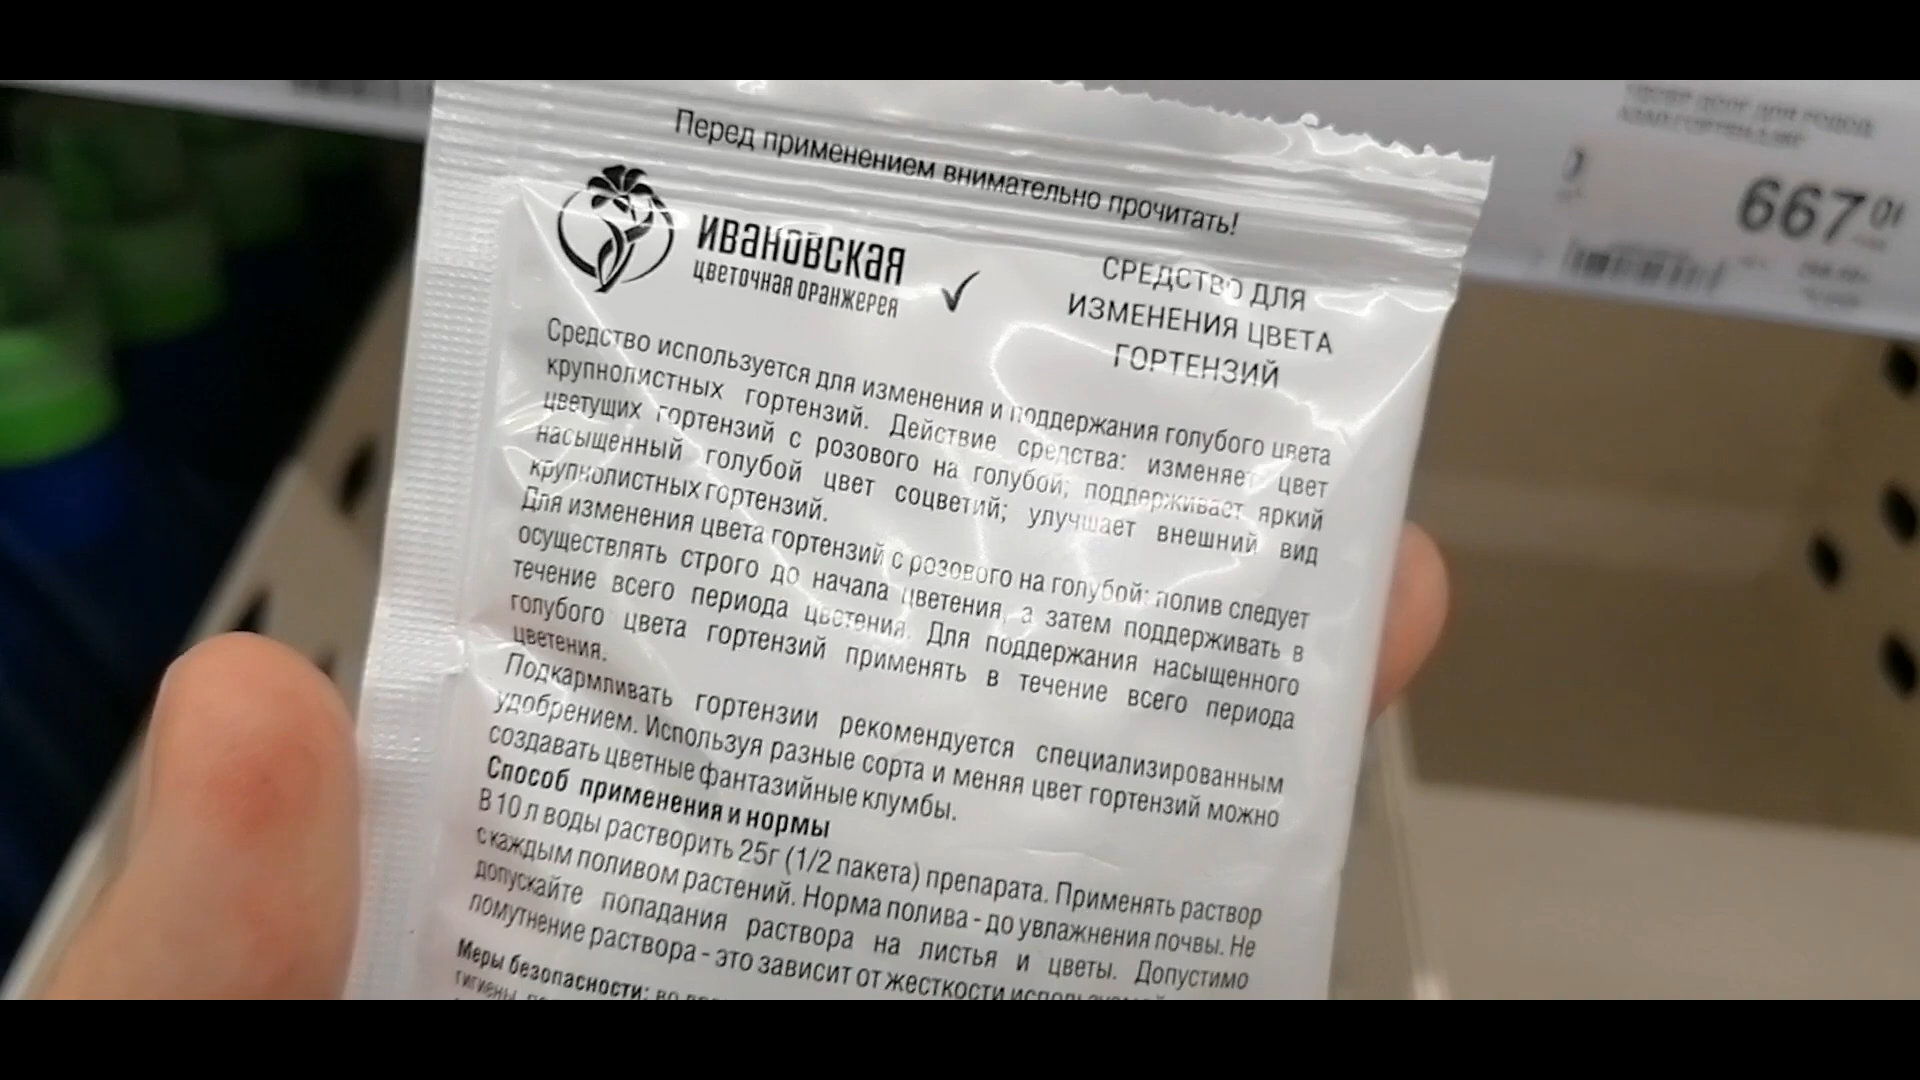 Перед применением внимательно прочитать!
ИВАНОВСКАЯ
ЦВЕТОЧНАЯ ОРАНЖЕРЕЯ
СРЕДСТВО ДЛЯ
ИЗМЕНЕНИЯ ЦВЕТА
ГОРТЕНЗИЙ
Средство используется для изменения и поддержания голубого цвета
крупнолистных гортензий. Действие средства: изменяет цвет
цветущих гортензий с розового на голубой; поддерживает яркий
насыщенный голубой цвет соцветий; улучшает внешний вид
крупнолистных гортензий.
Для изменения цвета гортензий с розового на голубой: полив следует
осуществлять строго до начала цветения, а затем поддерживать в
течение всего периода цветения. Для поддержания насыщенного
голубого цвета гортензий применять в течение всего периода
цветения.
Подкармливать гортензии рекомендуется специализированным
удобрением. Используя разные сорта и меняя цвет гортензий можно
создавать цветные фантазийные клумбы.
Способ применения и нормы
В 10 л воды растворить 25г (1/2 пакета) препарата. Применять раствор
с каждым поливом растений. Норма полива - до увлажнения почвы. Не
допускайте попадания раствора на листья и цветы. Допустимо
помутнение раствора - это зависит от жесткости
Меры безопасности: во
гигиены
667